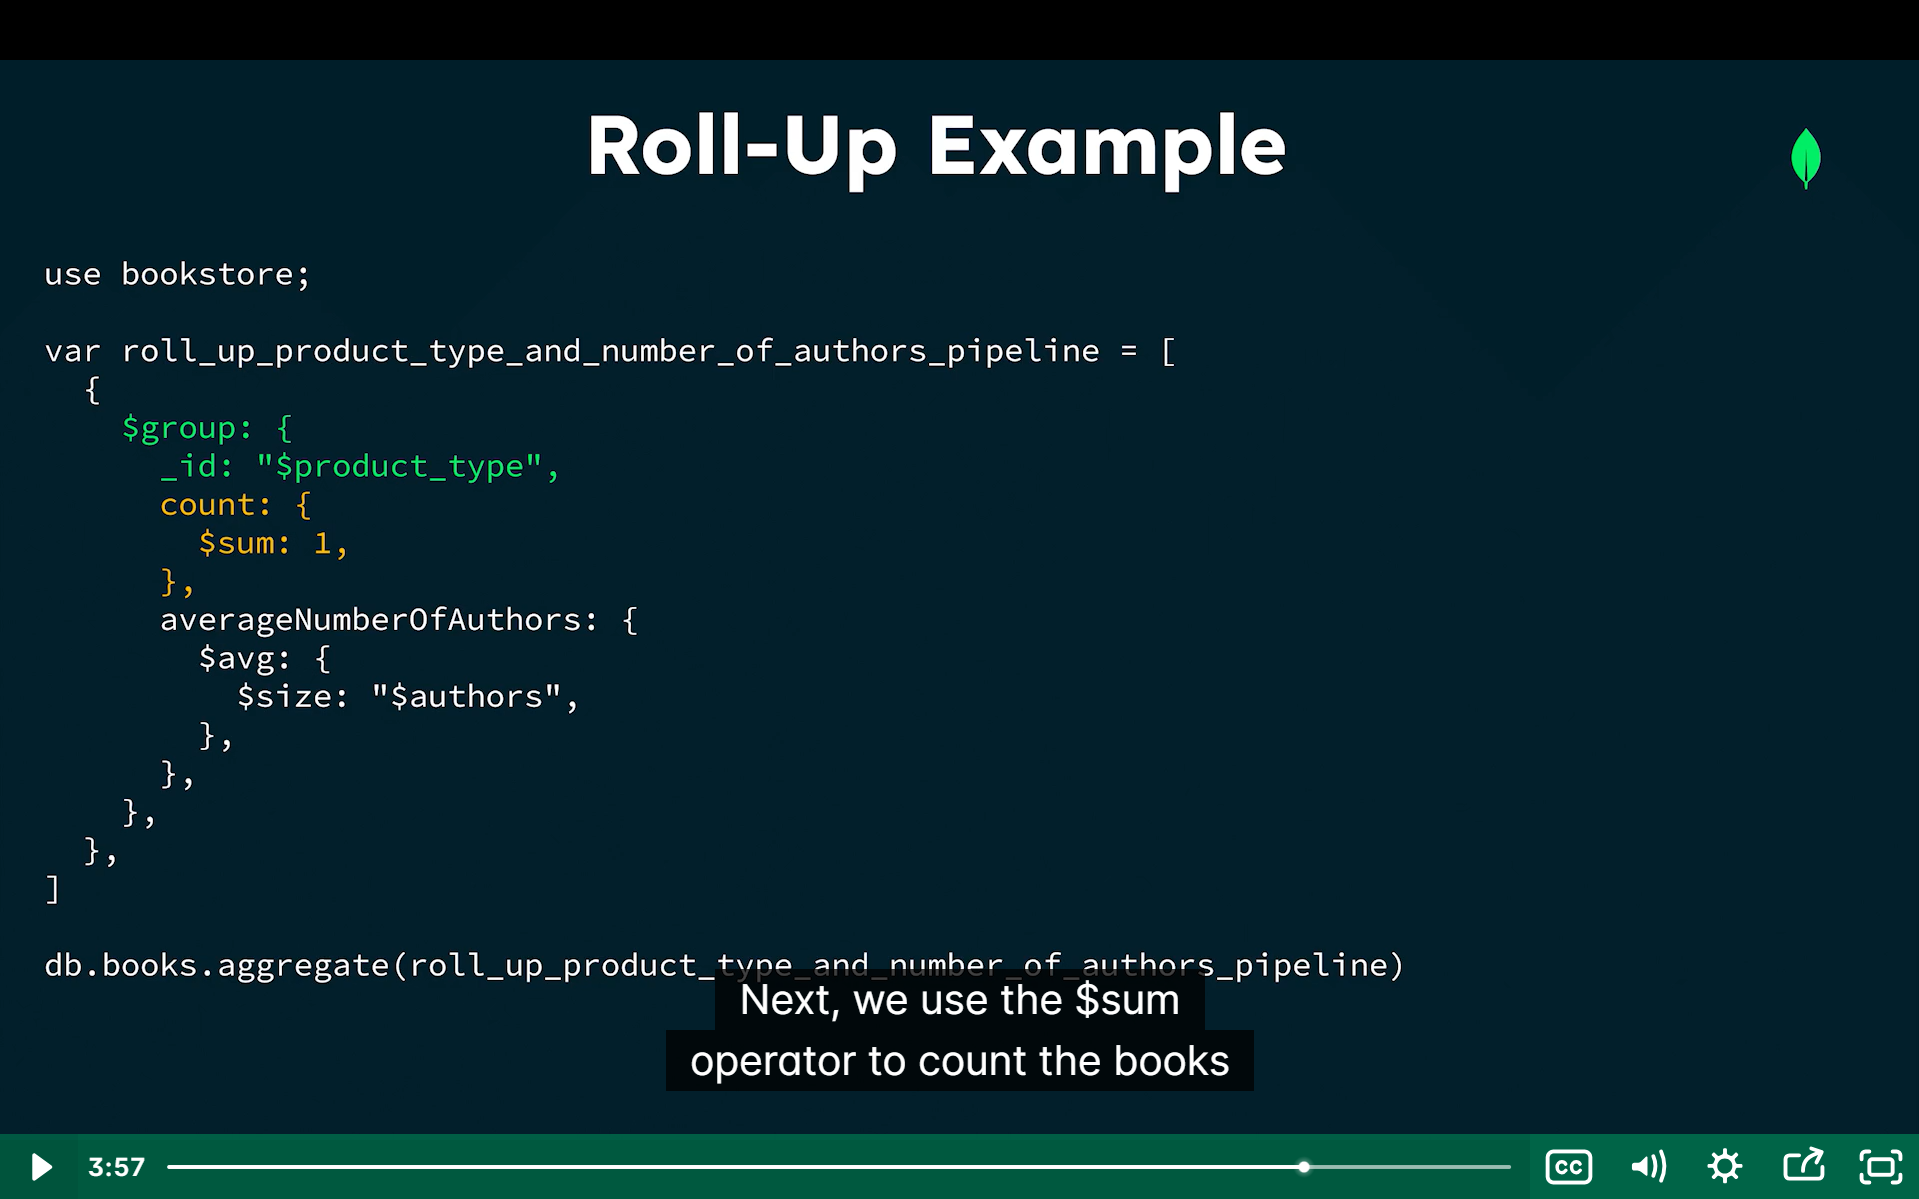 Roll-Up Example
use bookstore;
var roll_up_product_type_and_number_of_authors_pipeline = [
{
$group: {
_id: "$product_type",
count: {
$sum: 1,
},
averageNumberOfAuthors: {
$avg: {
$size: "$authors",
},
},
},
},
]
db.books.aggregate(roll_up_product_type_and_number_of_authors_pipeline)
Next, we use the $sum
operator to count the books
3:57
CC